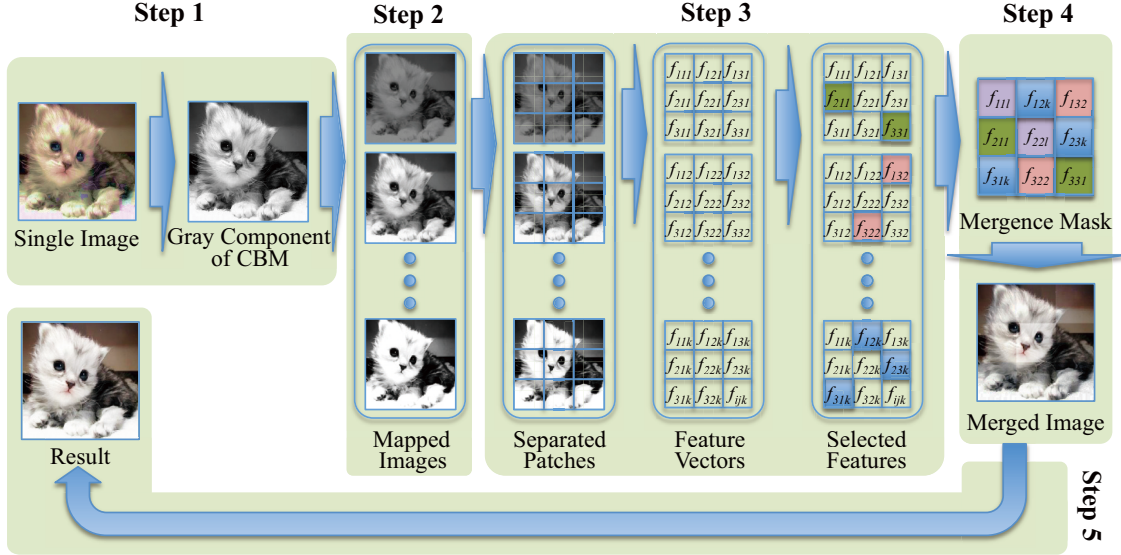 Step 1
Step 2
Step 3
Step 4
Single Image
Gray Component
of CBM
Mapped
Images
Separated
Patches
f111 f121 f131
f211 f221 f231
f311 f321 f331
f112 f122 f132
f212 f222 f232
f312 f322 f332
f11k f12k f13k
f21k f22k f23k
f31k f32k fijk
Feature
Vectors
f111 f121 f131
f211 f221 f231
f311 f321 f331
f112 f122 f132
f212 f222 f232
f312 f322 f332
f11k f12k f13k
f21k f22k f23k
f31k f32k fijk
Selected
Features
f111 f12k f132
f211 f22l f23k
f31k f322 f331
Mergence Mask
Merged Image
Result
Step 5